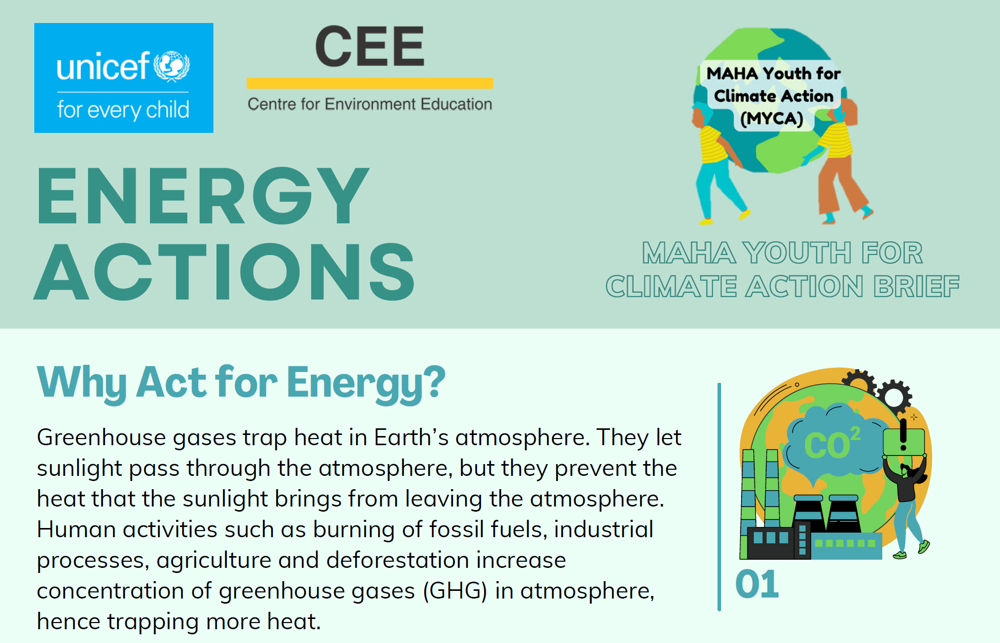 unicef
for every child
CEE
Centre for Environment Education
MAHA Youth for
Climate Action
(MYCA)
ENERGY
ACTIONS
MAHA YOUTH FOR
CLIMATE ACTION BRIEF
Why Act for Energy?
Greenhouse gases trap heat in Earth’s atmosphere. They let
sunlight pass through the atmosphere, but they prevent the
heat that the sunlight brings from leaving the atmosphere.
Human activities such as burning of fossil fuels, industrial
processes, agriculture and deforestation increase
concentration of greenhouse gases (GHG) in atmosphere,
hence trapping more heat.
CO²
!
01